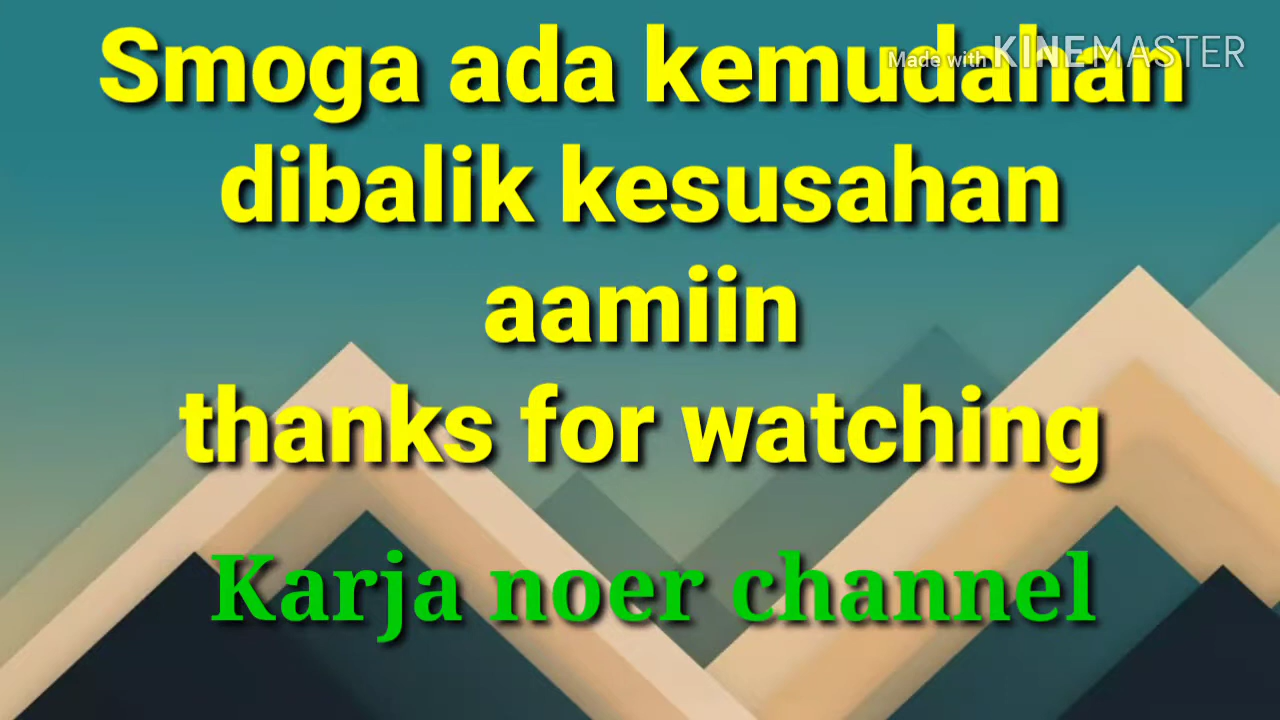 Made with KINEMASTER
Smoga ada kemudahan
dibalik kesusahan
aamiin
thanks for watching
Karja noer channel